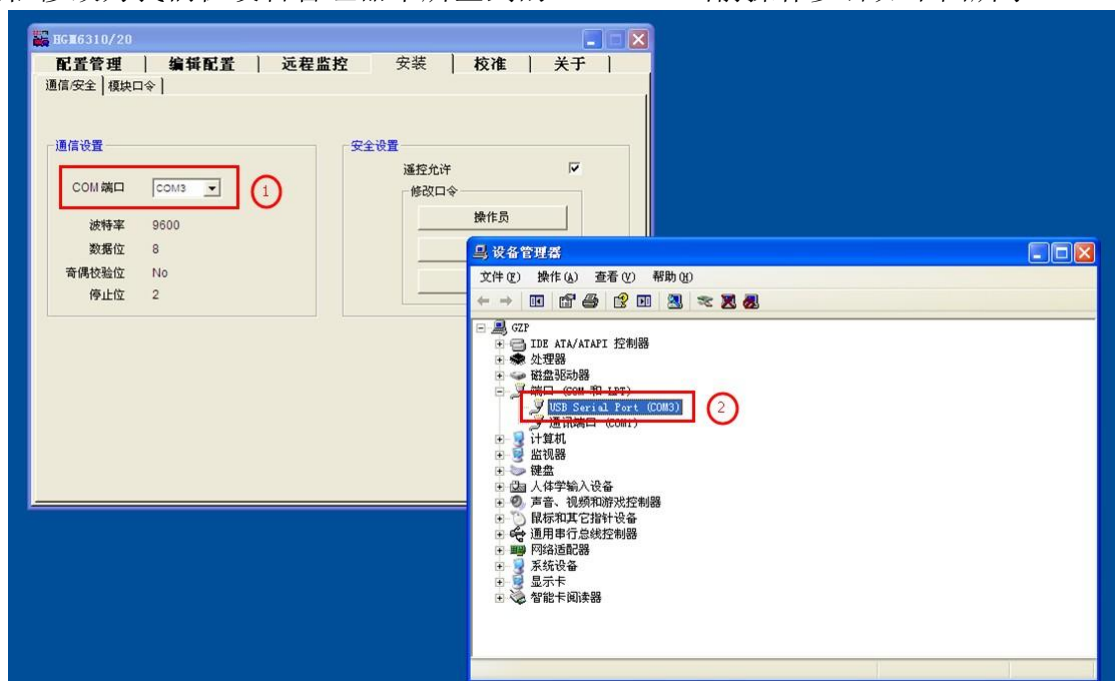 HGM6310/20
配置管理 | 编辑配置 | 远程监控 安装 | 校准 | 关于 |
通信/安全 | 模块口令 |
通信设置
COM 端口 COM3
1
波特率 9600
数据位 8
奇偶校验位 No
停止位 2
安全设置
遥控允许
修改口令
操作员
设备管理器
文件(F) 操作(A) 查看(V) 帮助(H)
GZP
IDE ATA/ATAPI 控制器
处理器
磁盘驱动器
端口 (COM 和 LPT)
USB Serial Port (COM3)
2
通讯端口 (COM1)
计算机
监视器
键盘
人体学输入设备
声音、视频和游戏控制器
鼠标和其它指针设备
通用串行总线控制器
网络适配器
系统设备
显示卡
智能卡阅读器